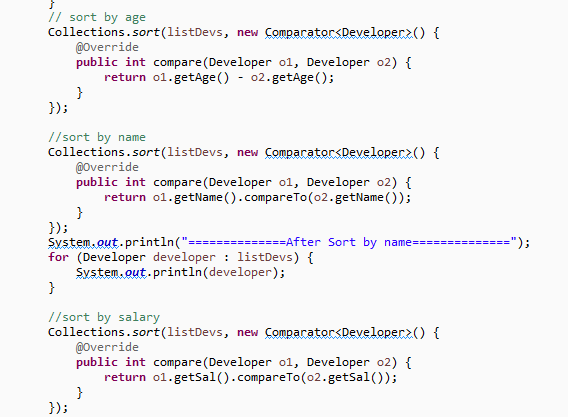 }
// sort by age
Collections.sort(listDevs, new Comparator<Developer>() {
@Override
public int compare(Developer o1, Developer o2) {
return o1.getAge() - o2.getAge();
}
});
//sort by name
Collections.sort(listDevs, new Comparator<Developer>() {
@Override
public int compare(Developer o1, Developer o2) {
return o1.getName().compareTo(o2.getName());
}
});
System.out.println("==============After Sort by name==============");
for (Developer developer : listDevs) {
System.out.println(developer);
}
//sort by salary
Collections.sort(listDevs, new Comparator<Developer>() {
@Override
public int compare(Developer o1, Developer o2) {
return o1.getSal().compareTo(o2.getSal());
}
});